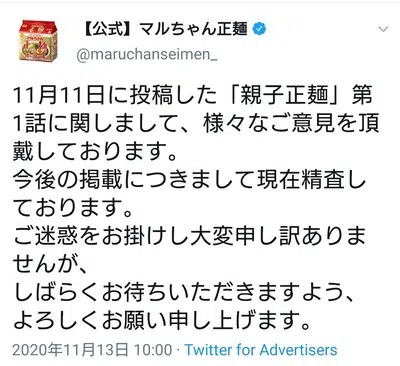 【公式】マルちゃん正麺
@maruchanseimen_
11月11日に投稿した「親子正麺」第
1話に関しまして、様々なご意見を頂
戴しております。
今後の掲載につきまして現在精査し
ております。
ご迷惑をお掛けし大変申し訳ありま
せんが、
しばらくお待ちいただきますよう、
よろしくお願い申し上げます。
2020年11月13日 10:00 · Twitter for Advertisers